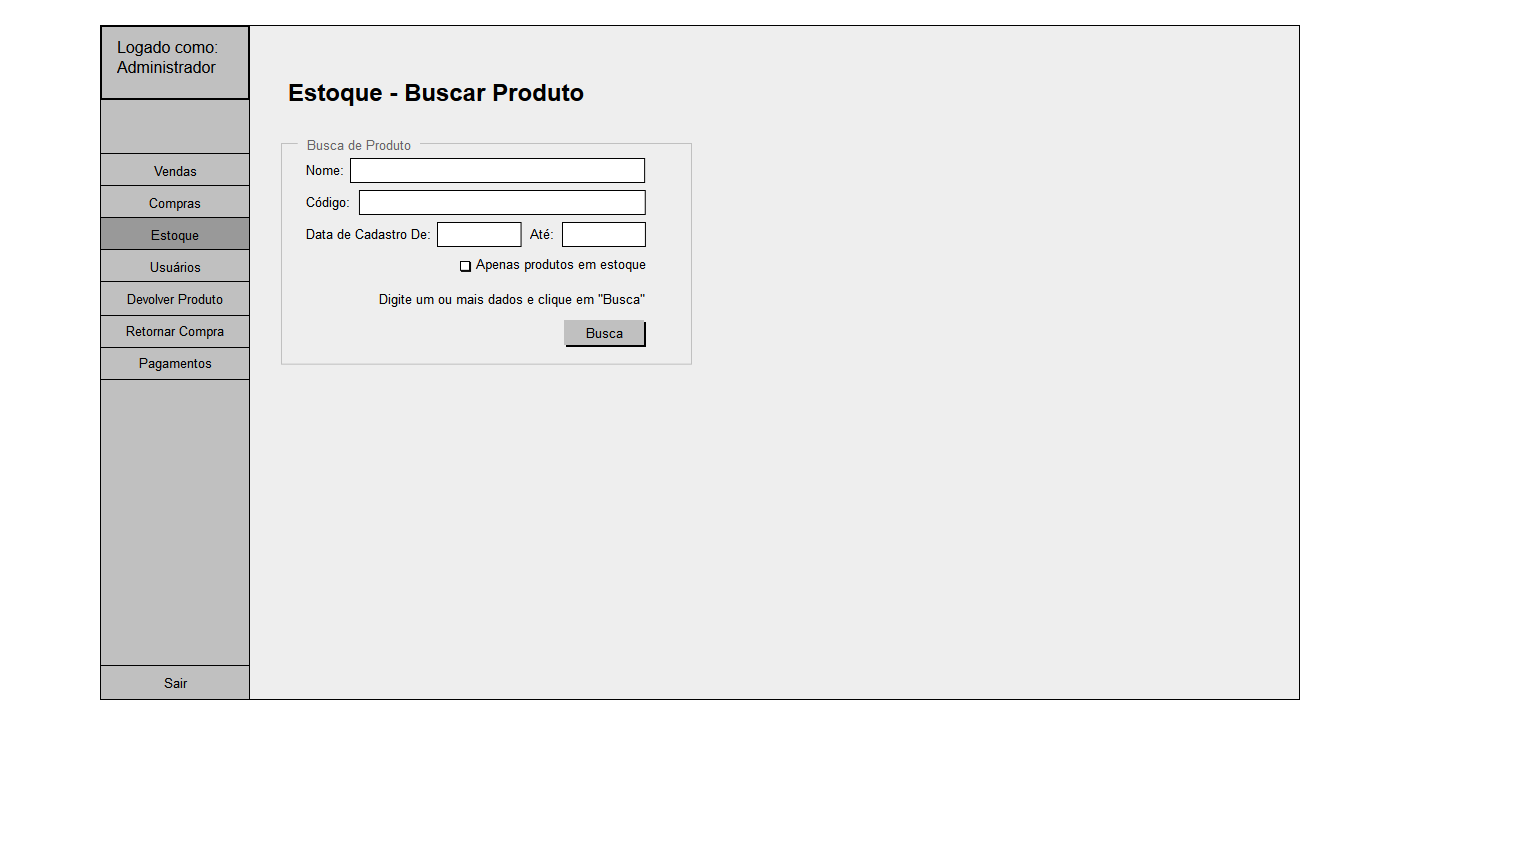 Logado como:
Administrador
Vendas
Compras
Estoque
Usuários
Devolver Produto
Retornar Compra
Pagamentos
Sair
Estoque - Buscar Produto
Busca de Produto
Nome:
Código:
Data de Cadastro De: Até:
Apenas produtos em estoque
Digite um ou mais dados e clique em "Busca"
Busca